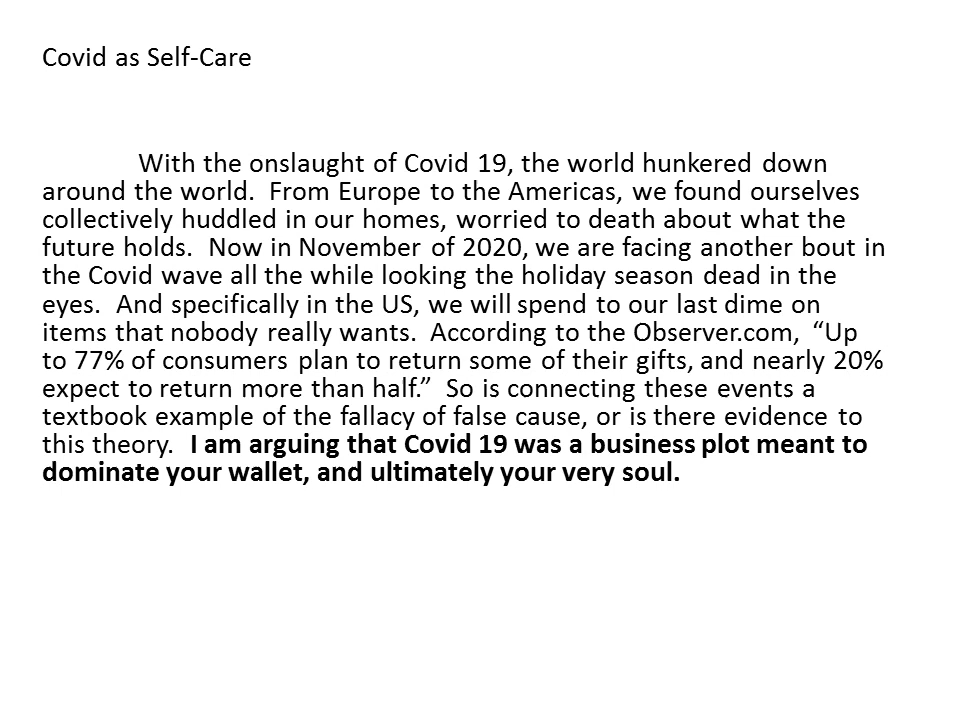 Covid as Self-Care
With the onslaught of Covid 19, the world hunkered down
around the world.  From Europe to the Americas, we found ourselves
collectively huddled in our homes, worried to death about what the
future holds.  Now in November of 2020, we are facing another bout in
the Covid wave all the while looking the holiday season dead in the
eyes.  And specifically in the US, we will spend to our last dime on
items that nobody really wants.  According to the Observer.com,  “Up
to 77% of consumers plan to return some of their gifts, and nearly 20%
expect to return more than half.”  So is connecting these events a
textbook example of the fallacy of false cause, or is there evidence to
this theory.   I am arguing that Covid 19 was a business plot meant to
dominate your wallet, and ultimately your very soul.